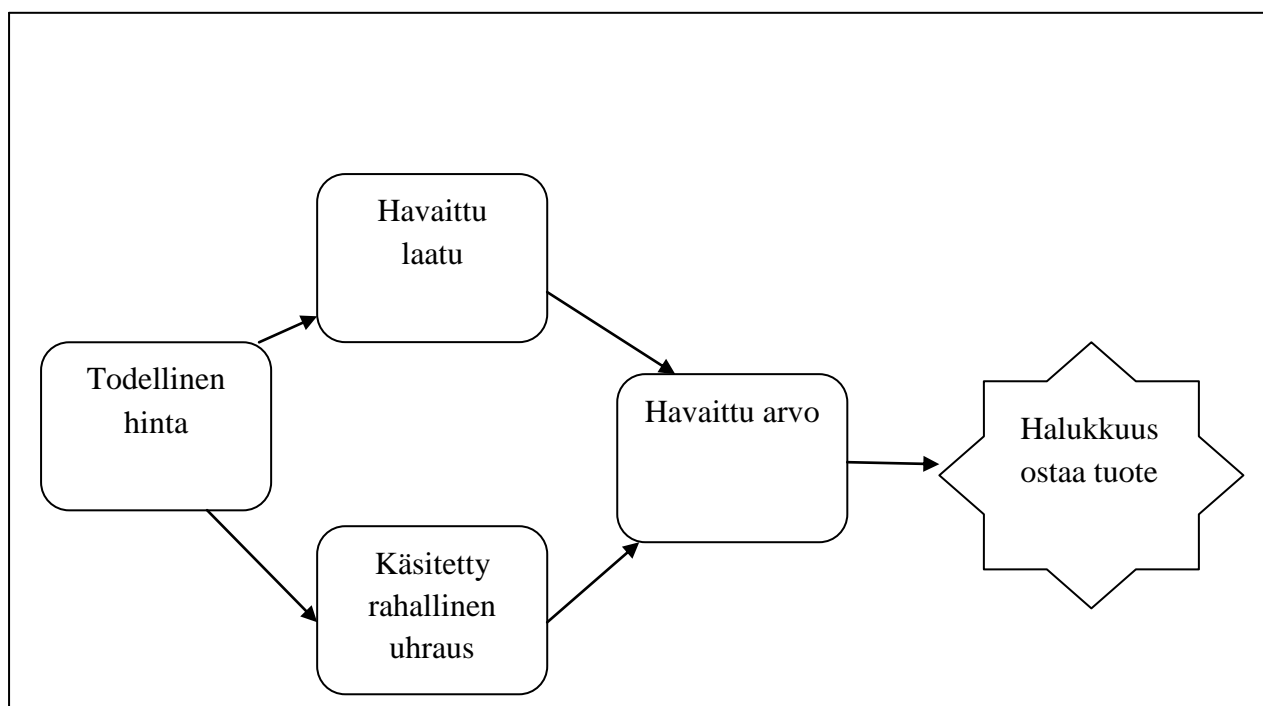 Havaittu
laatu
Todellinen
hinta
Havaittu arvo
Halukkuus
ostaa tuote
Käsitetty
rahallinen
uhraus